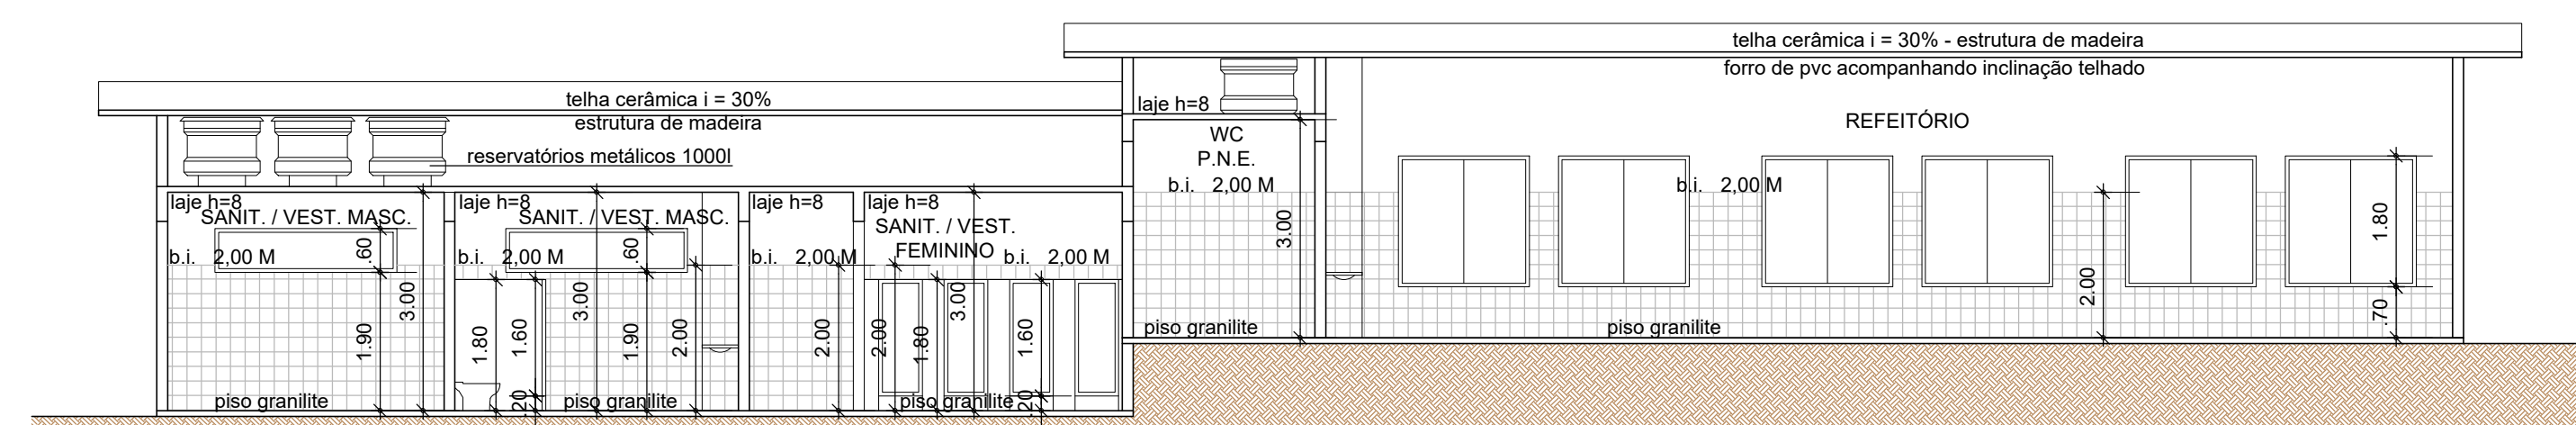 telha cerâmica i = 30% - estrutura de madeira
forro de pvc acompanhando inclinação telhado
telha cerâmica i = 30%
estrutura de madeira
laje h=8
REFEITÓRIO
WC
P.N.E.
b.i. 2,00 M
b.i. 2,00 M
reservatórios metálicos 1000l
laje h=8
laje h=8
laje h=8
laje h=8
SANIT. / VEST. MASC.
SANIT. / VEST. MASC.
SANIT. / VEST.
FEMININO
b.i. 2,00 M
b.i. 2,00 M
b.i. 2,00 M
b.i. 2,00 M
.60
.60
3.00
1.80
3.00
3.00
3.00
2.00
.70
1.90
1.80
1.60
1.90
2.00
2.00
2.00
1.80
1.60
piso granilite
piso granilite
piso granilite
.20
piso granilite
piso granilite
.20